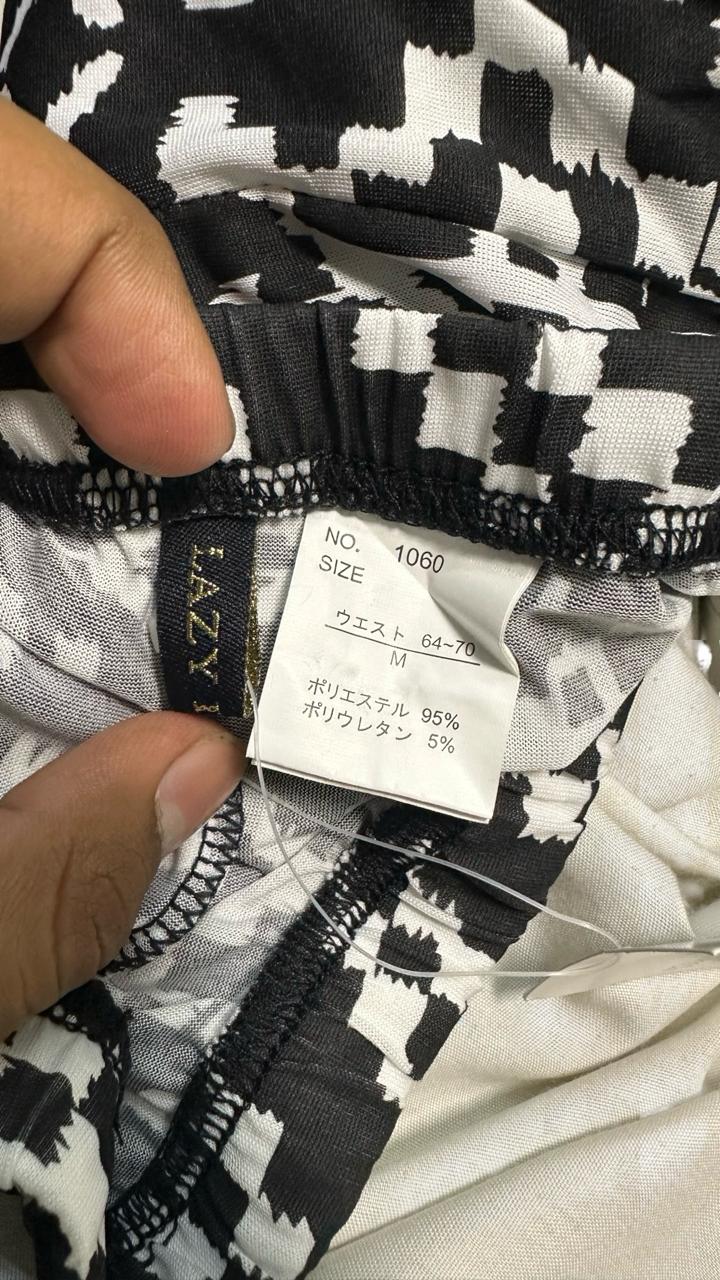 LAZY
NO. 1060
SIZE
ウエスト 64~70
M
ポリエステル 95%
ポリウレタン 5%